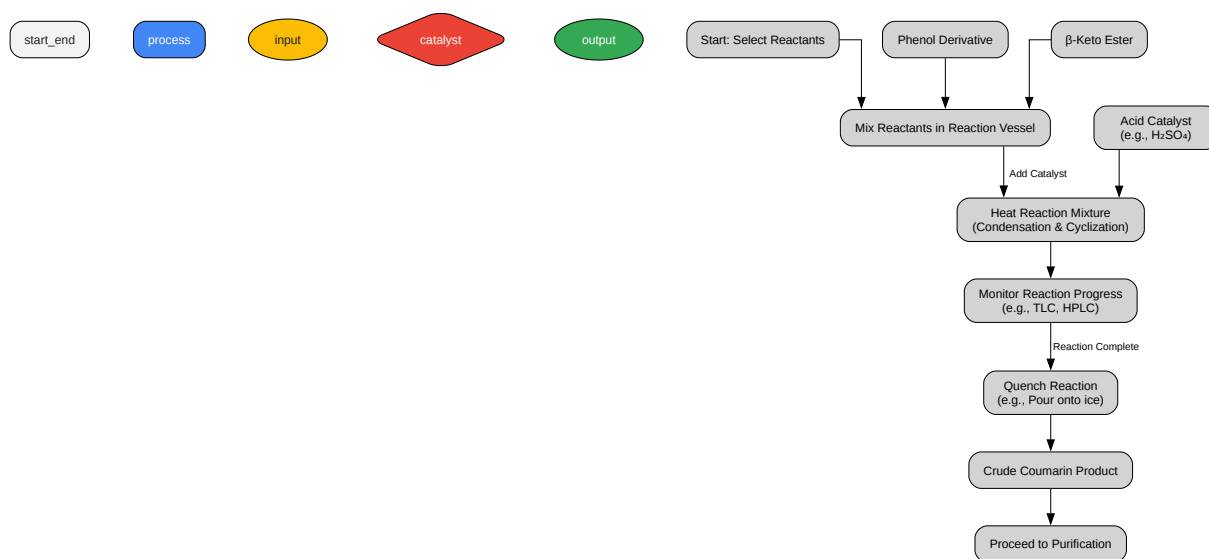 start_end
process
input
catalyst
output
Start: Select Reactants
Phenol Derivative
β-Keto Ester
Mix Reactants in Reaction Vessel
Acid Catalyst
(e.g., H₂SO₄)
Add Catalyst
Heat Reaction Mixture
(Condensation & Cyclization)
Monitor Reaction Progress
(e.g., TLC, HPLC)
Reaction Complete
Quench Reaction
(e.g., Pour onto ice)
Crude Coumarin Product
Proceed to Purification